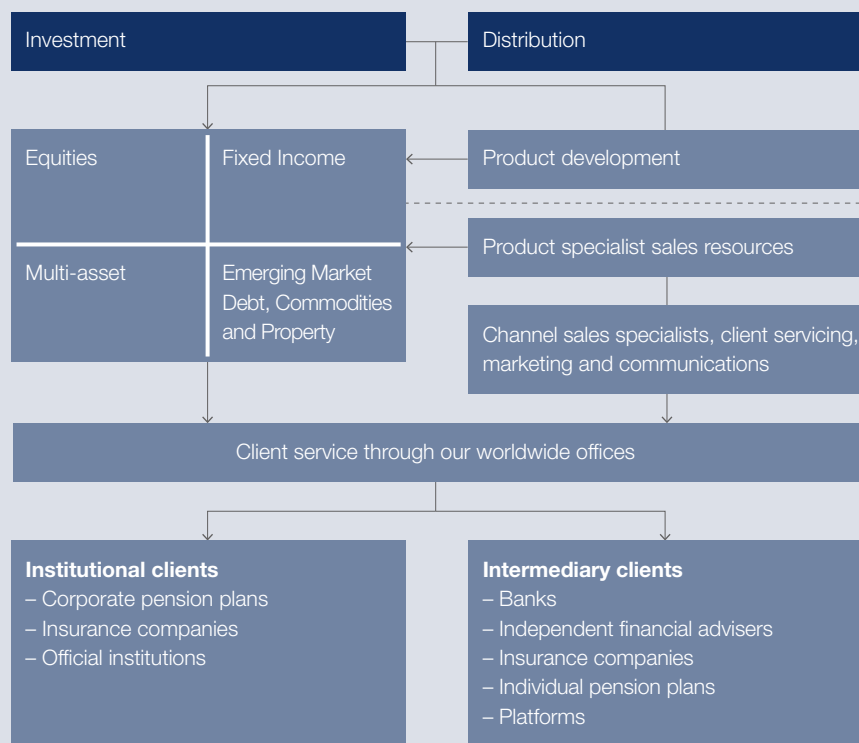 Investment
Distribution
Equities
Fixed Income
Product development
Product specialist sales resources
Multi-asset
Emerging Market
Debt, Commodities
and Property
Channel sales specialists, client servicing,
marketing and communications
Client service through our worldwide offices
Institutional clients
– Corporate pension plans
– Insurance companies
– Official institutions
Intermediary clients
– Banks
– Independent financial advisers
– Insurance companies
– Individual pension plans
– Platforms